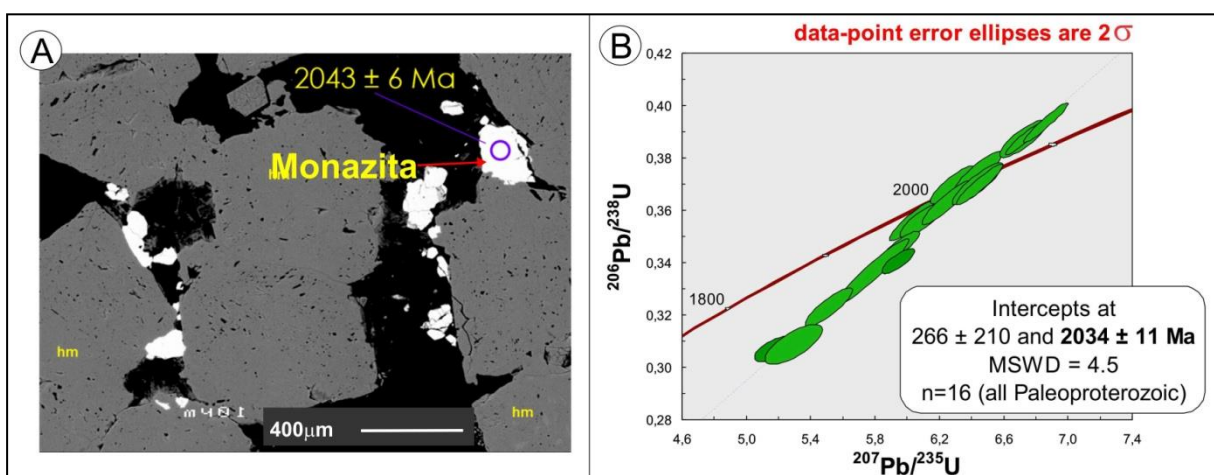 A
2043 ± 6 Ma
Monazita
hm
hm
hm
m401
400μm
B
data-point error ellipses are 2σ
0,42
0,40
0,38
0,36
0,34
0,32
0,30
0,28
206Pb/238U
2000
1800
Intercepts at
266 ± 210 and 2034 ± 11 Ma
MSWD = 4.5
n=16 (all Paleoproterozoic)
4,6 5,0 5,4 5,8 6,2 6,6 7,0 7,4
207Pb/235U